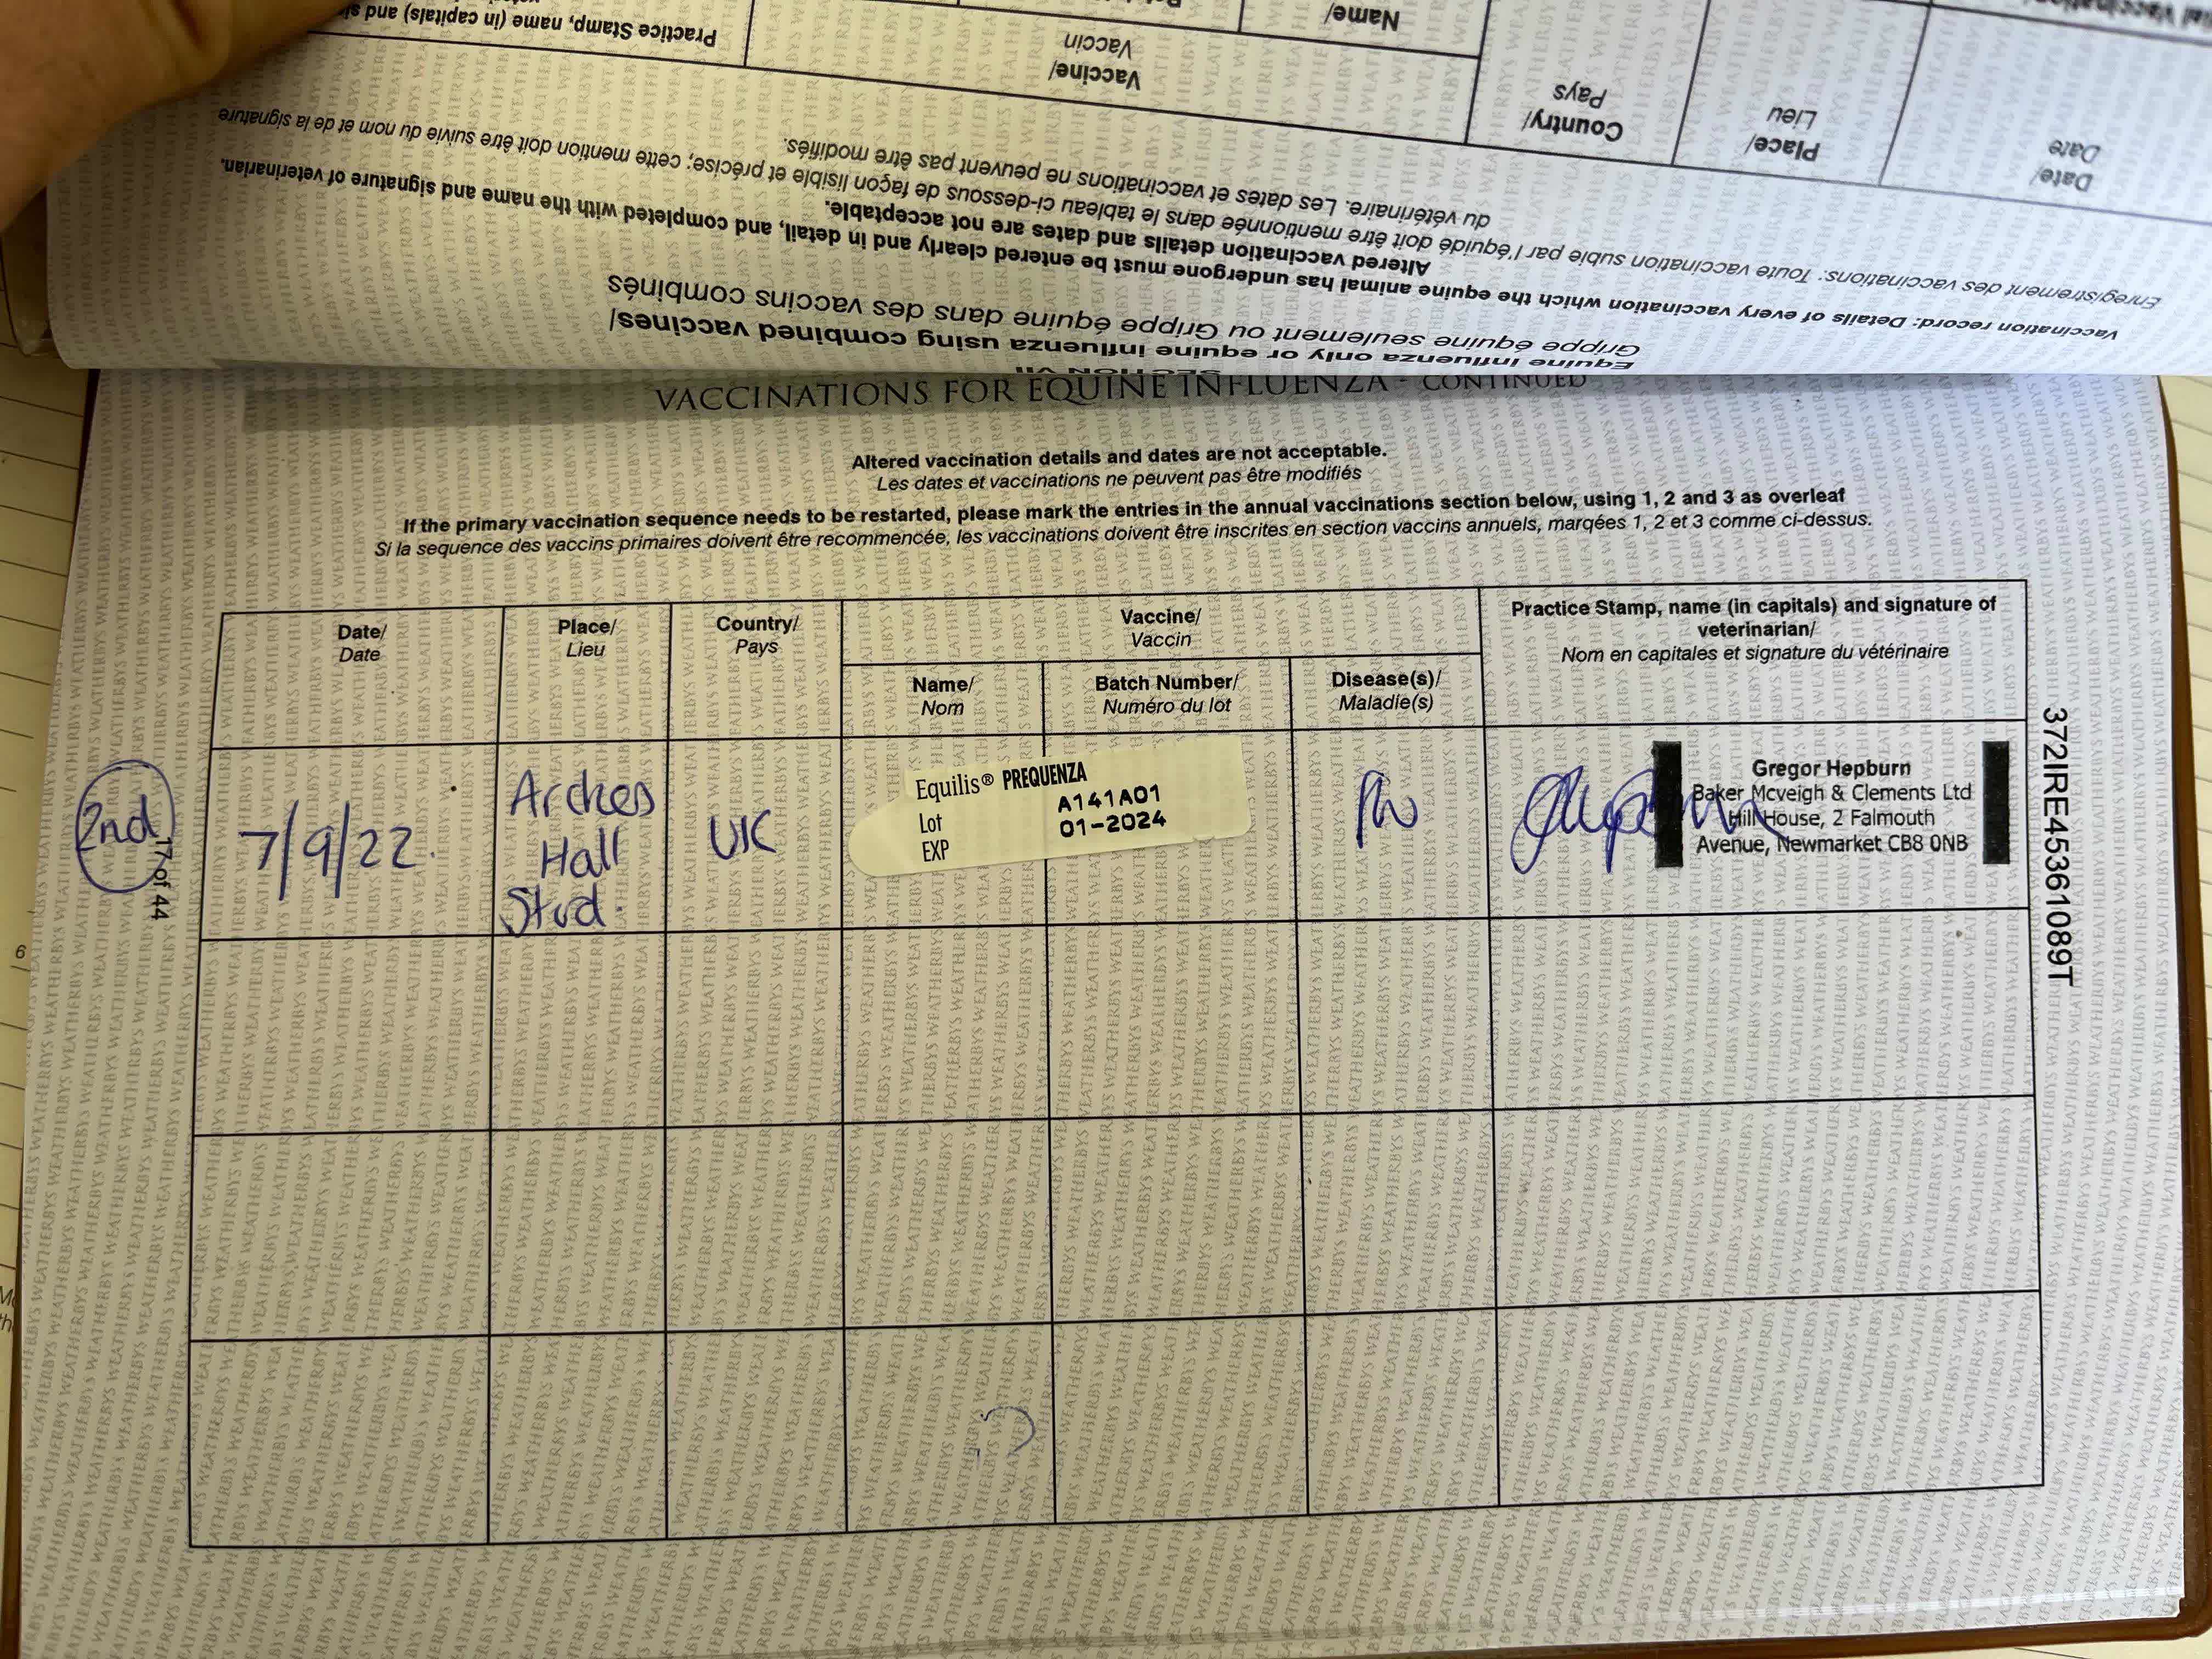 Practice Stamp, name (in capitals) and
Vaccine/
Vaccin
Name/
Country/
Pays
Place/
Lieu
Date/
Date
SECTION VII
Equine influenza only or equine influenza using combined vaccines/
Grippe équine seulement ou Grippe équine dans des vaccins combinés
Vaccination record: Details of every vaccination which the equine animal has undergone must be entered clearly and in detail, and completed with the name and signature of veterinarian.
Altered vaccination details and dates are not acceptable.
Enregistrement des vaccinations: Toute vaccination subie par l'équidé doit être mentionnée dans le tableau ci-dessous de façon lisible et précise; cette mention doit être suivie du nom et de la signature
du vétérinaire. Les dates et vaccinations ne peuvent pas être modifiés.
VACCINATIONS FOR EQUINE INFLUENZA - CONTINUED
Altered vaccination details and dates are not acceptable.
Les dates et vaccinations ne peuvent pas être modifiés
If the primary vaccination sequence needs to be restarted, please mark the entries in the annual vaccinations section below, using 1, 2 and 3 as overleaf
Si la sequence des vaccins primaires doivent être recommencée, les vaccinations doivent être inscrites en section vaccins annuels, marqées 1, 2 et 3 comme ci-dessus.
Date/
Date
Place/
Lieu
Country/
Pays
Vaccine/
Vaccin
Name/
Nom
Batch Number/
Numéro du lot
Disease(s)/
Maladie(s)
Practice Stamp, name (in capitals) and signature of
veterinarian/
Nom en capitales et signature du vétérinaire
2nd
17 of 44
7/9/22.
Arches
Hall
Stud.
UK
Equilis® PREQUENZA
Lot A141A01
EXP 01-2024
Flu
Gregor Hepburn
Baker Mcveigh & Clements Ltd
Hill House, 2 Falmouth
Avenue, Newmarket CB8 0NB
372IRE45361089T